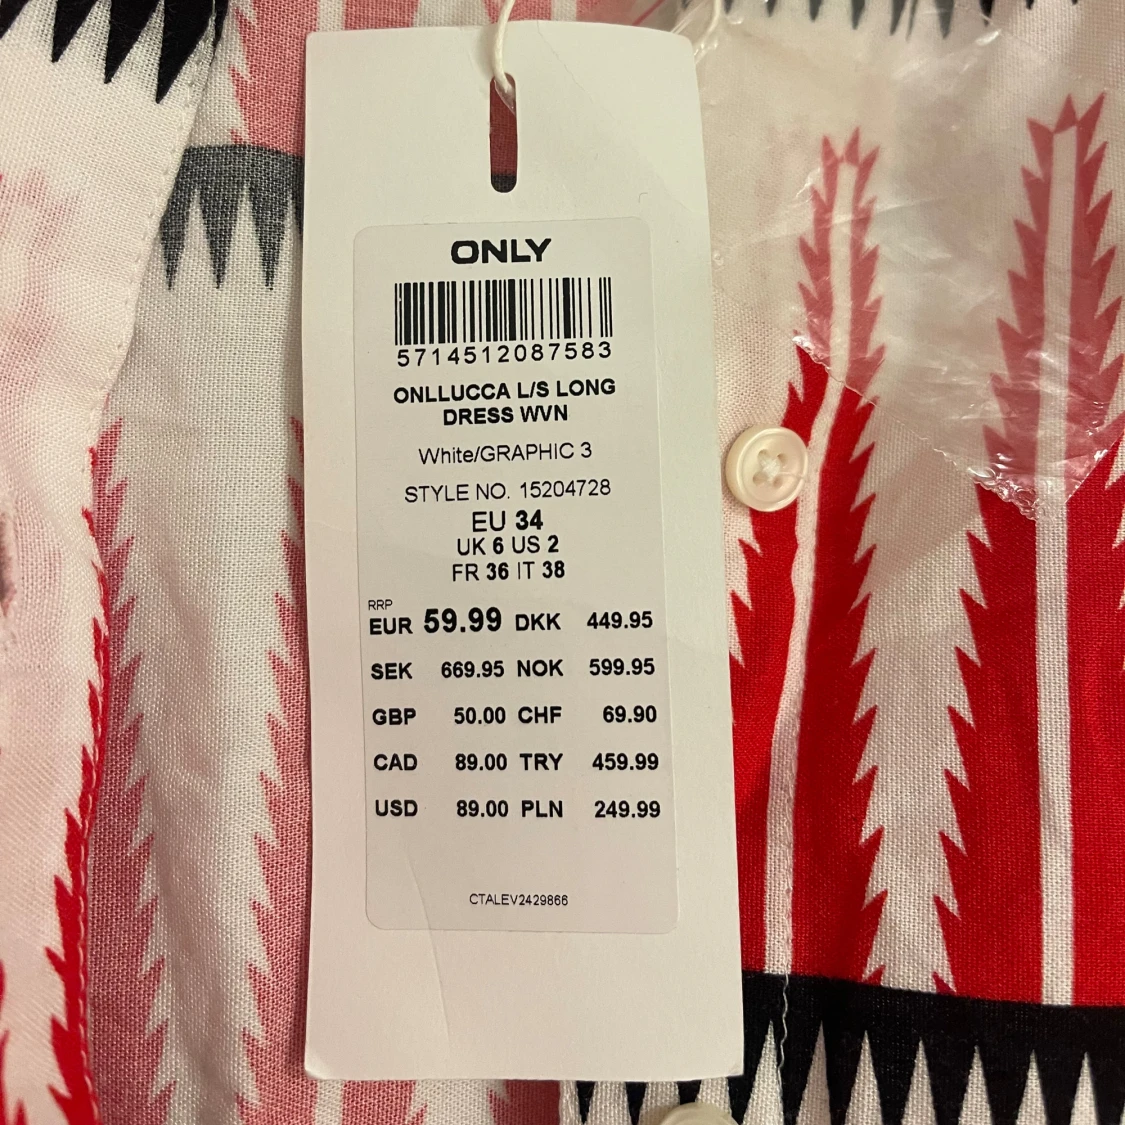 ONLY
5714512087583
ONLLUCCA L/S LONG
DRESS WVN
White/GRAPHIC 3
STYLE NO. 15204728
EU 34
UK 6 US 2
FR 36 IT 38
RRP
EUR 59.99 DKK 449.95
SEK 669.95 NOK 599.95
GBP 50.00 CHF 69.90
CAD 89.00 TRY 459.99
USD 89.00 PLN 249.99
CTALEV2429866